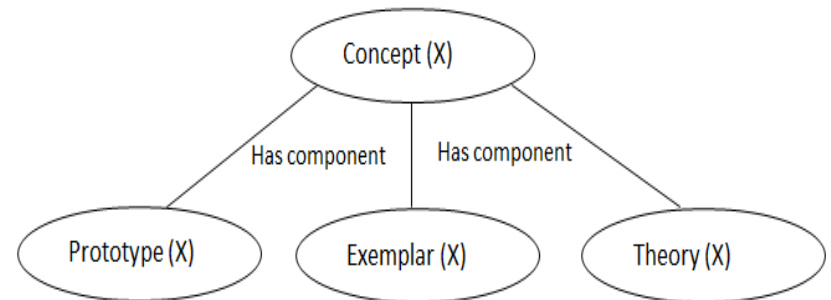 Concept (X)
Has component
Has component
Prototype (X)
Exemplar (X)
Theory (X)